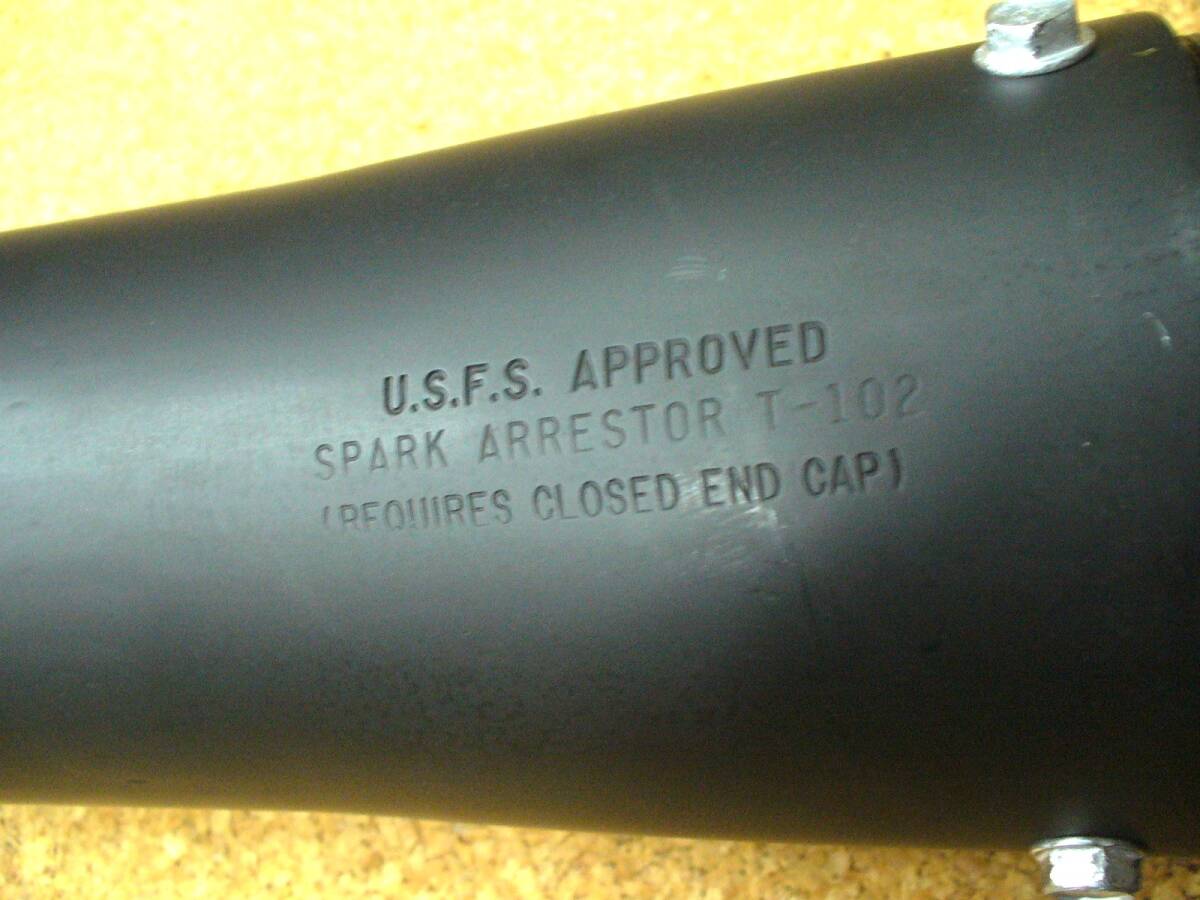 U.S.F.S. APPROVED
SPARK ARRESTOR T-102
(REQUIRES CLOSED END CAP)